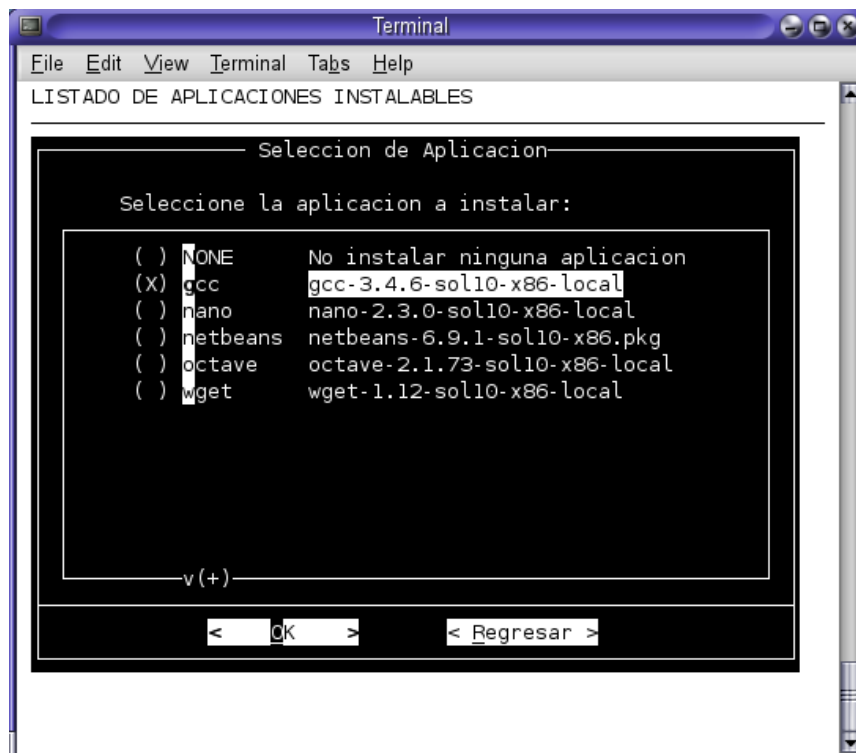 Terminal
File Edit View Terminal Tabs Help
LISTADO DE APLICACIONES INSTALABLES
Seleccion de Aplicacion
Seleccione la aplicacion a instalar:
( ) NONE No instalar ninguna aplicacion
(X) gcc gcc-3.4.6-sol10-x86-local
( ) nano nano-2.3.0-sol10-x86-local
( ) netbeans netbeans-6.9.1-sol10-x86.pkg
( ) octave octave-2.1.73-sol10-x86-local
( ) wget wget-1.12-sol10-x86-local
v(+)
< OK > < Regresar >